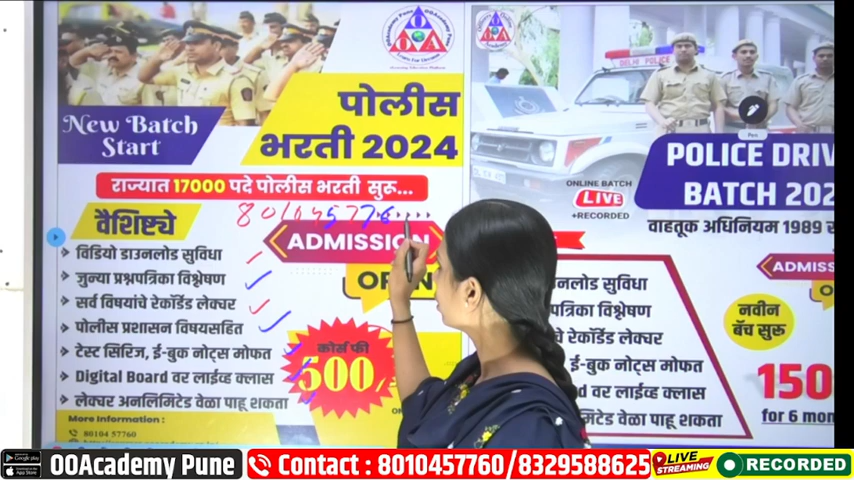 New Batch
Start
पोलीस
भरती 2024
राज्यात 17000 पदे पोलीस भरती सुरू...
8010457760
वैशिष्ट्ये
विडियो डाउनलोड सुविधा
जुन्या प्रश्नपत्रिका विश्लेषण
सर्व विषयांचे रेकॉर्डेड लेक्चर
पोलीस प्रशासन विषयसहित
टेस्ट सिरिज, ई-बुक नोट्स मोफत
Digital Board वर लाईव्ह क्लास
लेक्चर अनलिमिटेड वेळा पाहू शकता
ADMISSION
OPEN
कोर्स फी
500
More Information :
80104 57760
DELHI POLICE
Pen
POLICE DRIV
BATCH 202
ONLINE BATCH
LIVE
+RECORDED
वाहतूक अधिनियम 1989
नलोड सुविधा
पत्रिका विश्लेषण
चे रेकॉर्डेड लेक्चर
ई-बुक नोट्स मोफत
वर लाईव्ह क्लास
मिटेड वेळा पाहू शकता
ADMISS
नवीन
बॅच सुरू
150
for 6 mon
OOAcademy Pune
Contact : 8010457760/8329588625
LIVE
STREAMING
RECORDED